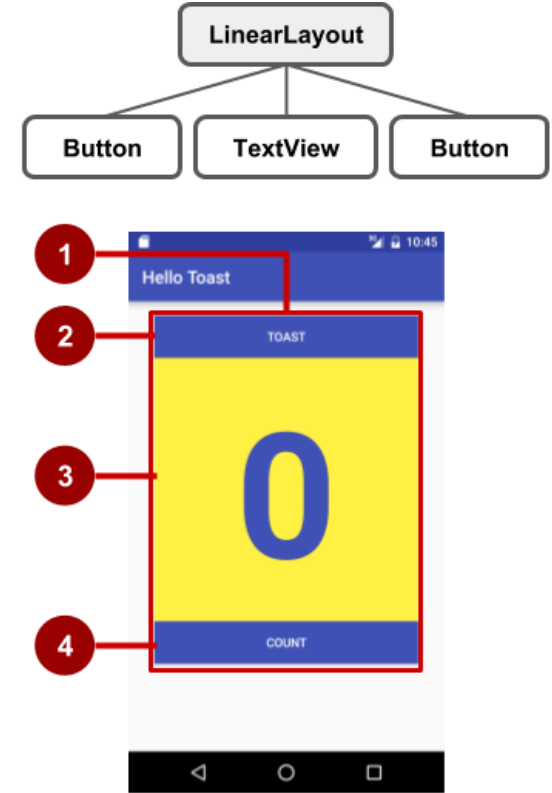 LinearLayout
Button TextView Button
10:45
Hello Toast
1
2
TOAST
3
0
4
COUNT